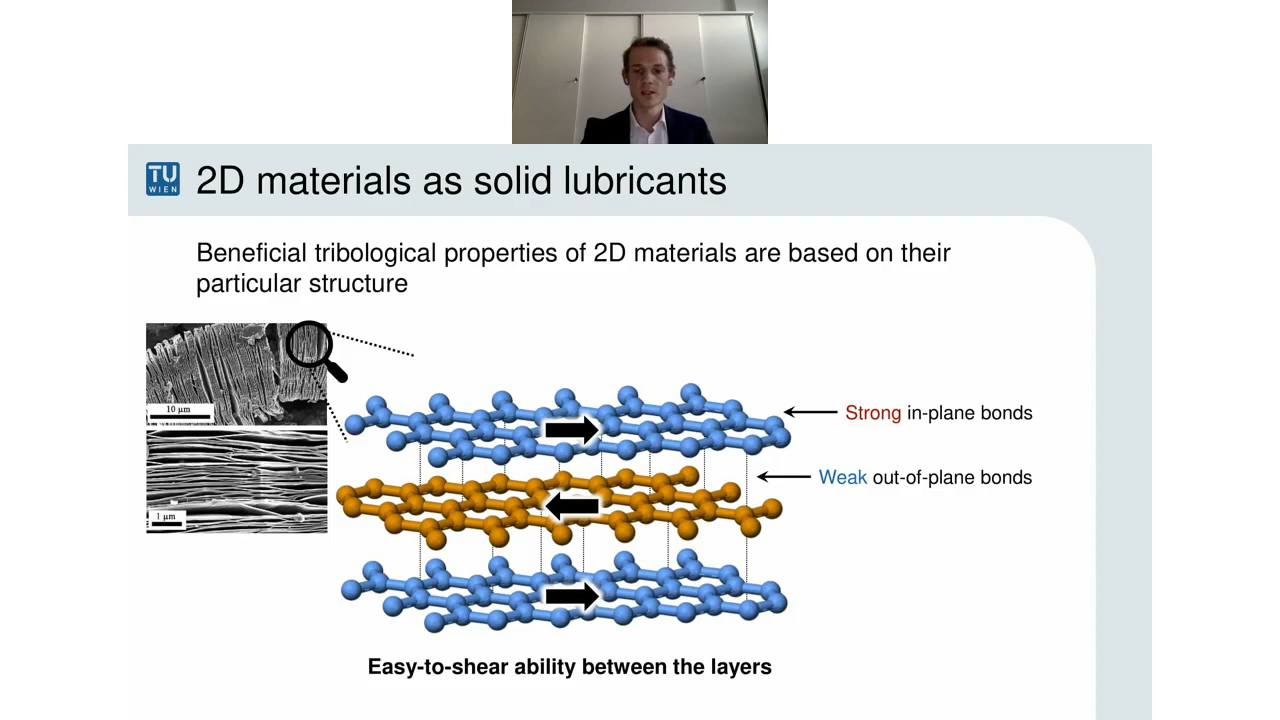 TU
WIEN
2D materials as solid lubricants
Beneficial tribological properties of 2D materials are based on their
particular structure
10 µm
1 µm
Strong in-plane bonds
Weak out-of-plane bonds
Easy-to-shear ability between the layers